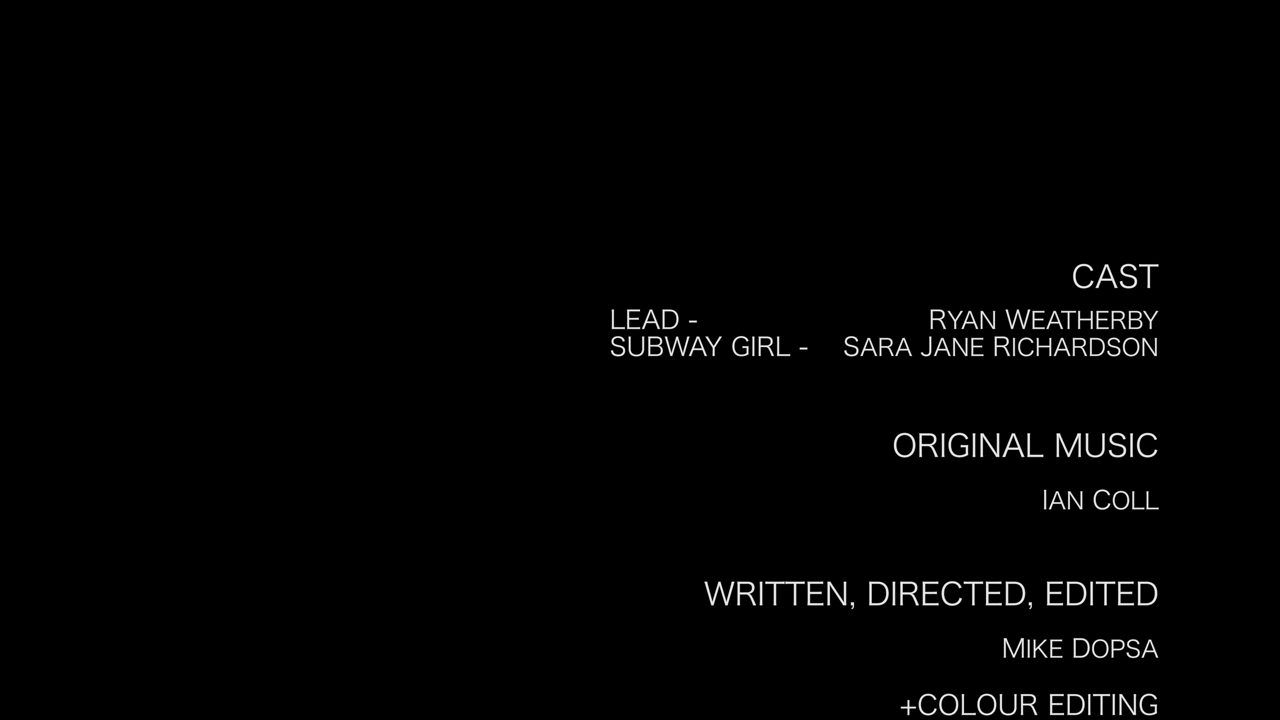 CAST
LEAD - RYAN WEATHERBY
SUBWAY GIRL - SARA JANE RICHARDSON
ORIGINAL MUSIC
IAN COLL
WRITTEN, DIRECTED, EDITED
MIKE DOPSA
+COLOUR EDITING